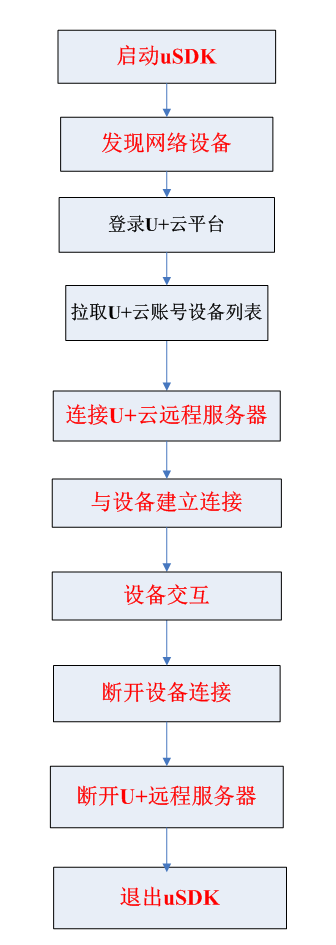 启动uSDK
发现网络设备
登录U+云平台
拉取U+云账号设备列表
连接U+云远程服务器
与设备建立连接
设备交互
断开设备连接
断开U+远程服务器
退出uSDK